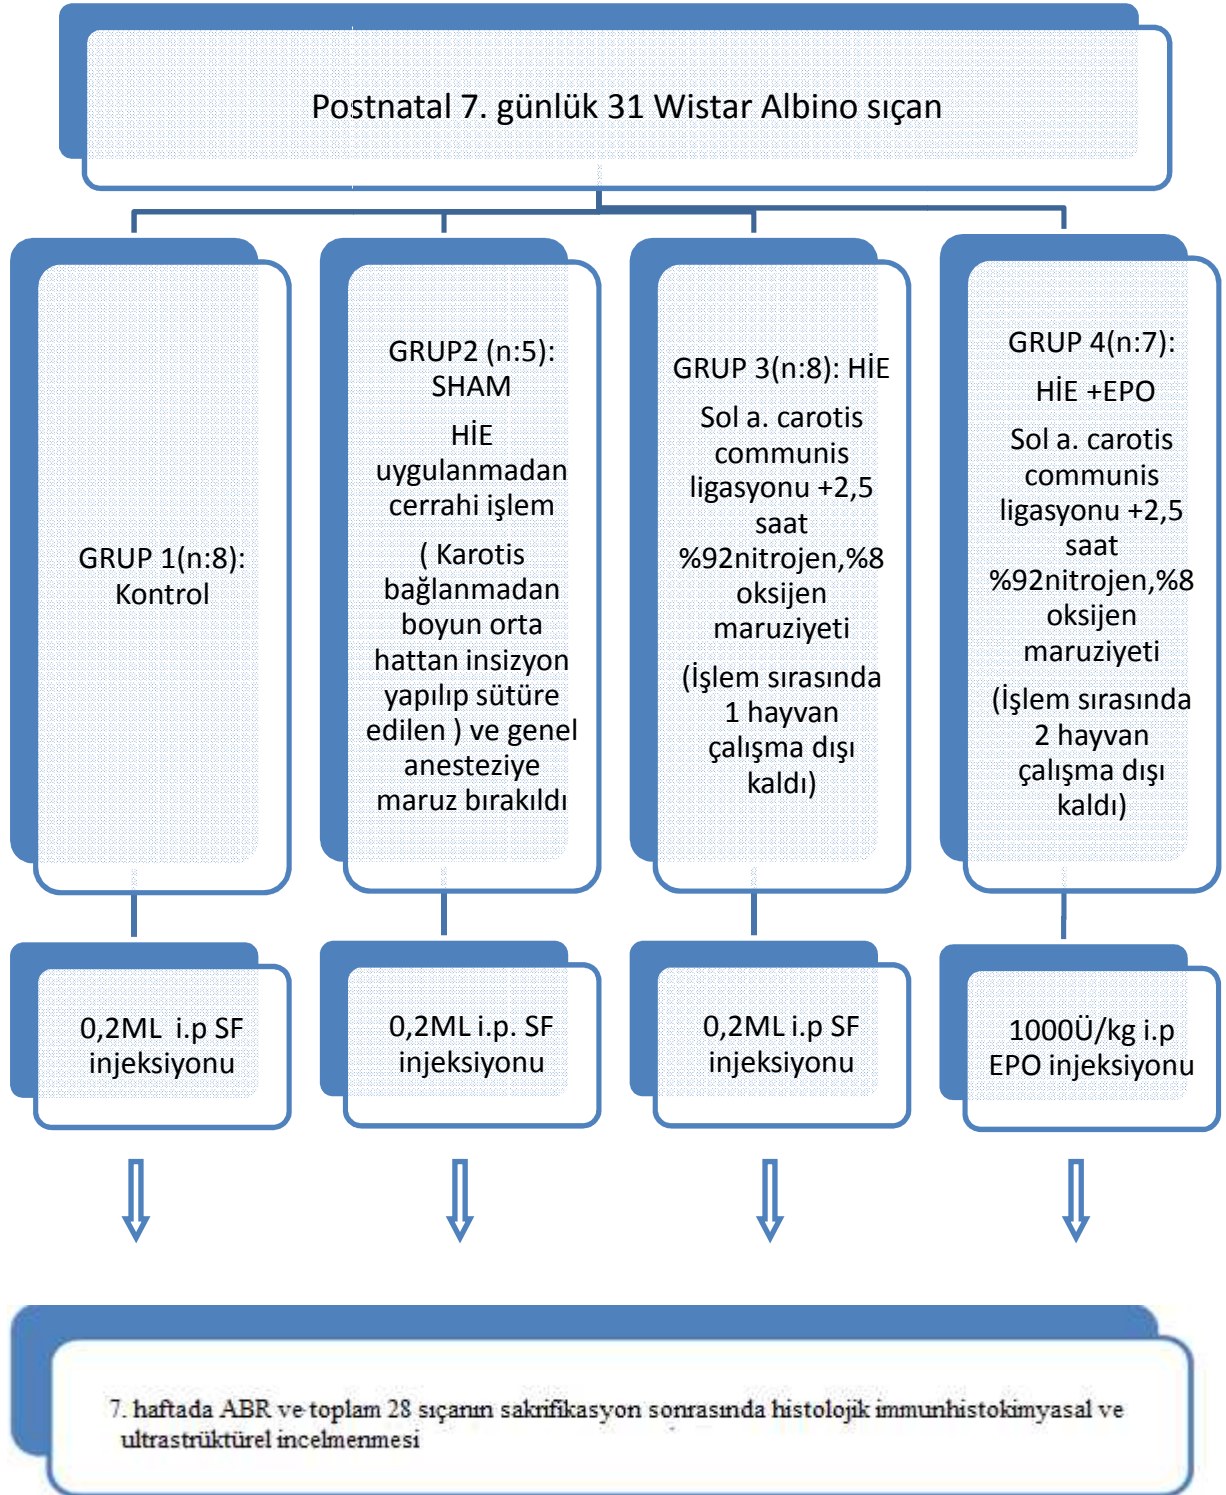 Postnatal 7. günlük 31 Wistar Albino sıçan
GRUP 1(n:8):
Kontrol
GRUP2 (n:5):
SHAM
HİE
uygulanmadan
cerrahi işlem
( Karotis
bağlanmadan
boyun orta
hattan insizyon
yapılıp sütüre
edilen ) ve genel
anesteziye
maruz bırakıldı
GRUP 3(n:8): HİE
Sol a. carotis
communis
ligasyonu +2,5
saat
%92nitrojen,%8
oksijen
maruziyeti
(İşlem sırasında
1 hayvan
çalışma dışı
kaldı)
GRUP 4(n:7):
HİE +EPO
Sol a. carotis
communis
ligasyonu +2,5
saat
%92nitrojen,%8
oksijen
maruziyeti
(İşlem sırasında
2 hayvan
çalışma dışı
kaldı)
0,2ML i.p SF
injeksiyonu
0,2ML i.p. SF
injeksiyonu
0,2ML i.p SF
injeksiyonu
1000Ü/kg i.p
EPO injeksiyonu
7. haftada ABR ve toplam 28 sıçanın sakrifikasyon sonrasında histolojik immunhistokimyasal ve
ultrastrüktürel incelmenmesi